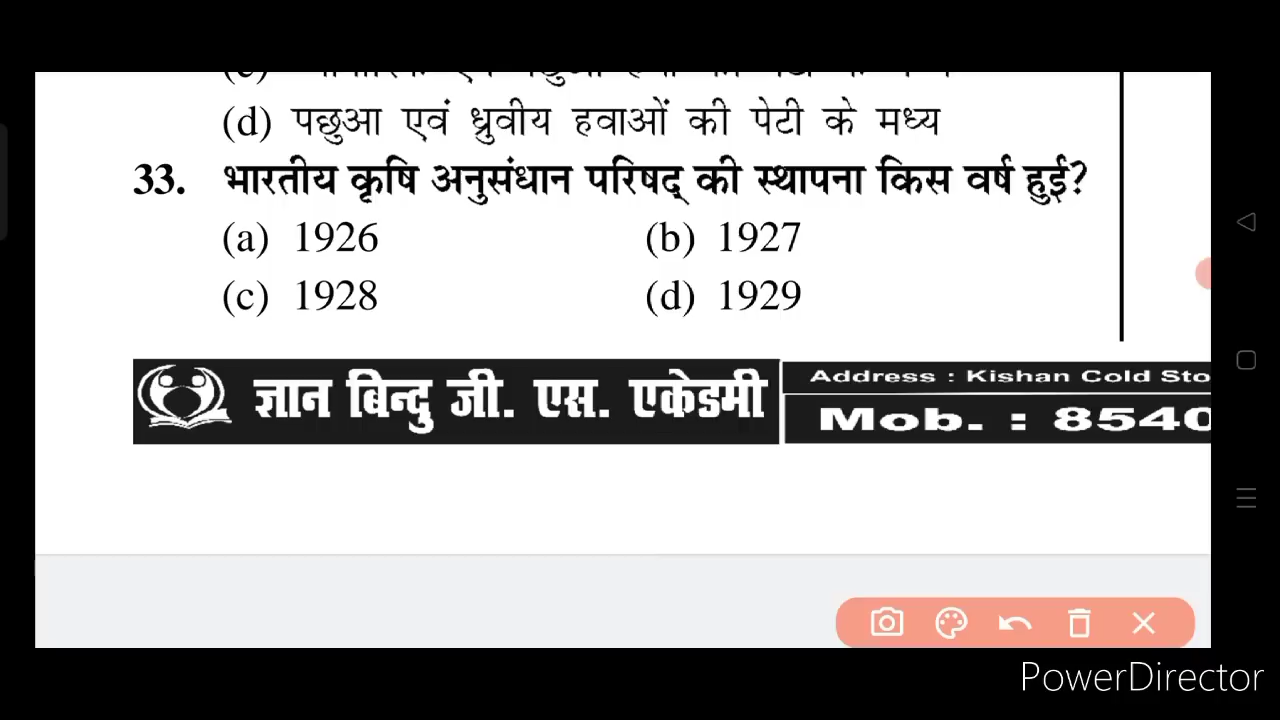 (d) पछुआ एवं ध्रुवीय हवाओं की पेटी के मध्य
33. भारतीय कृषि अनुसंधान परिषद् की स्थापना किस वर्ष हुई?
(a) 1926 (b) 1927
(c) 1928 (d) 1929
ज्ञान बिन्दु जी. एस. एकेडमी
Address : Kishan Cold Sto
Mob. : 8540
PowerDirector